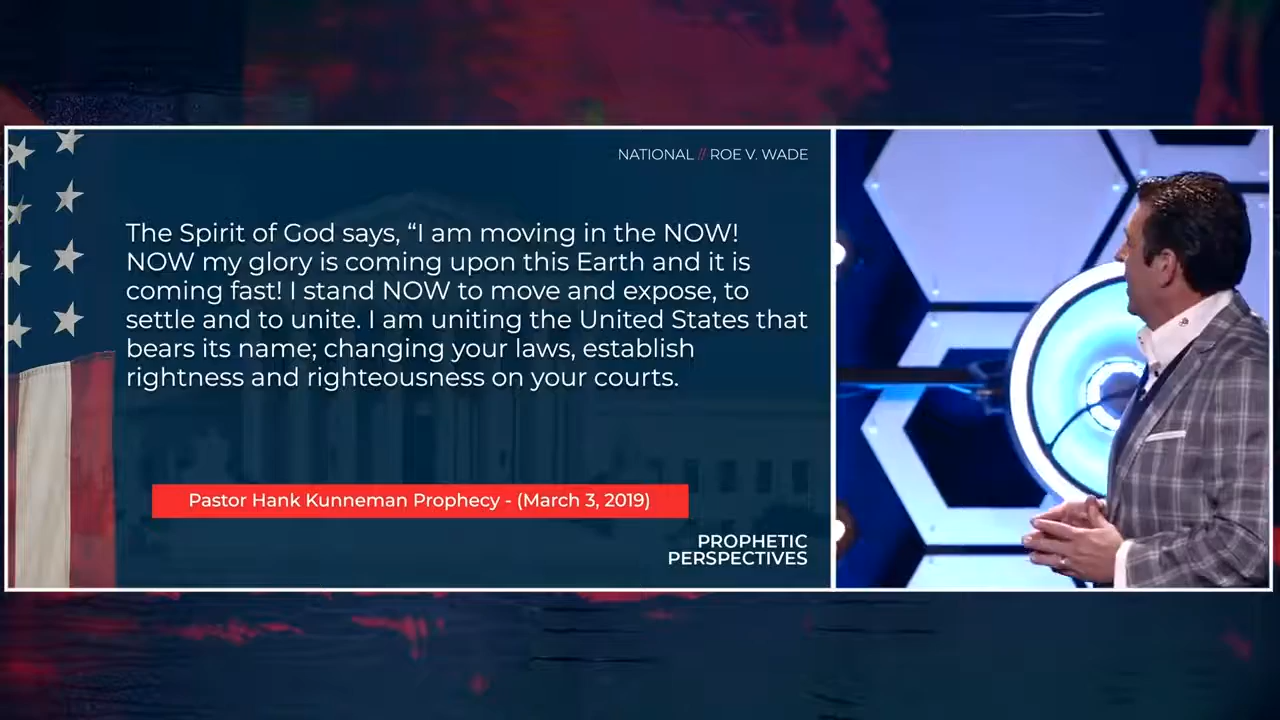 NATIONAL // ROE V. WADE
The Spirit of God says, “I am moving in the NOW!
NOW my glory is coming upon this Earth and it is
coming fast! I stand NOW to move and expose, to
settle and to unite. I am uniting the United States that
bears its name; changing your laws, establish
rightness and righteousness on your courts.
Pastor Hank Kunneman Prophecy - (March 3, 2019)
PROPHETIC
PERSPECTIVES